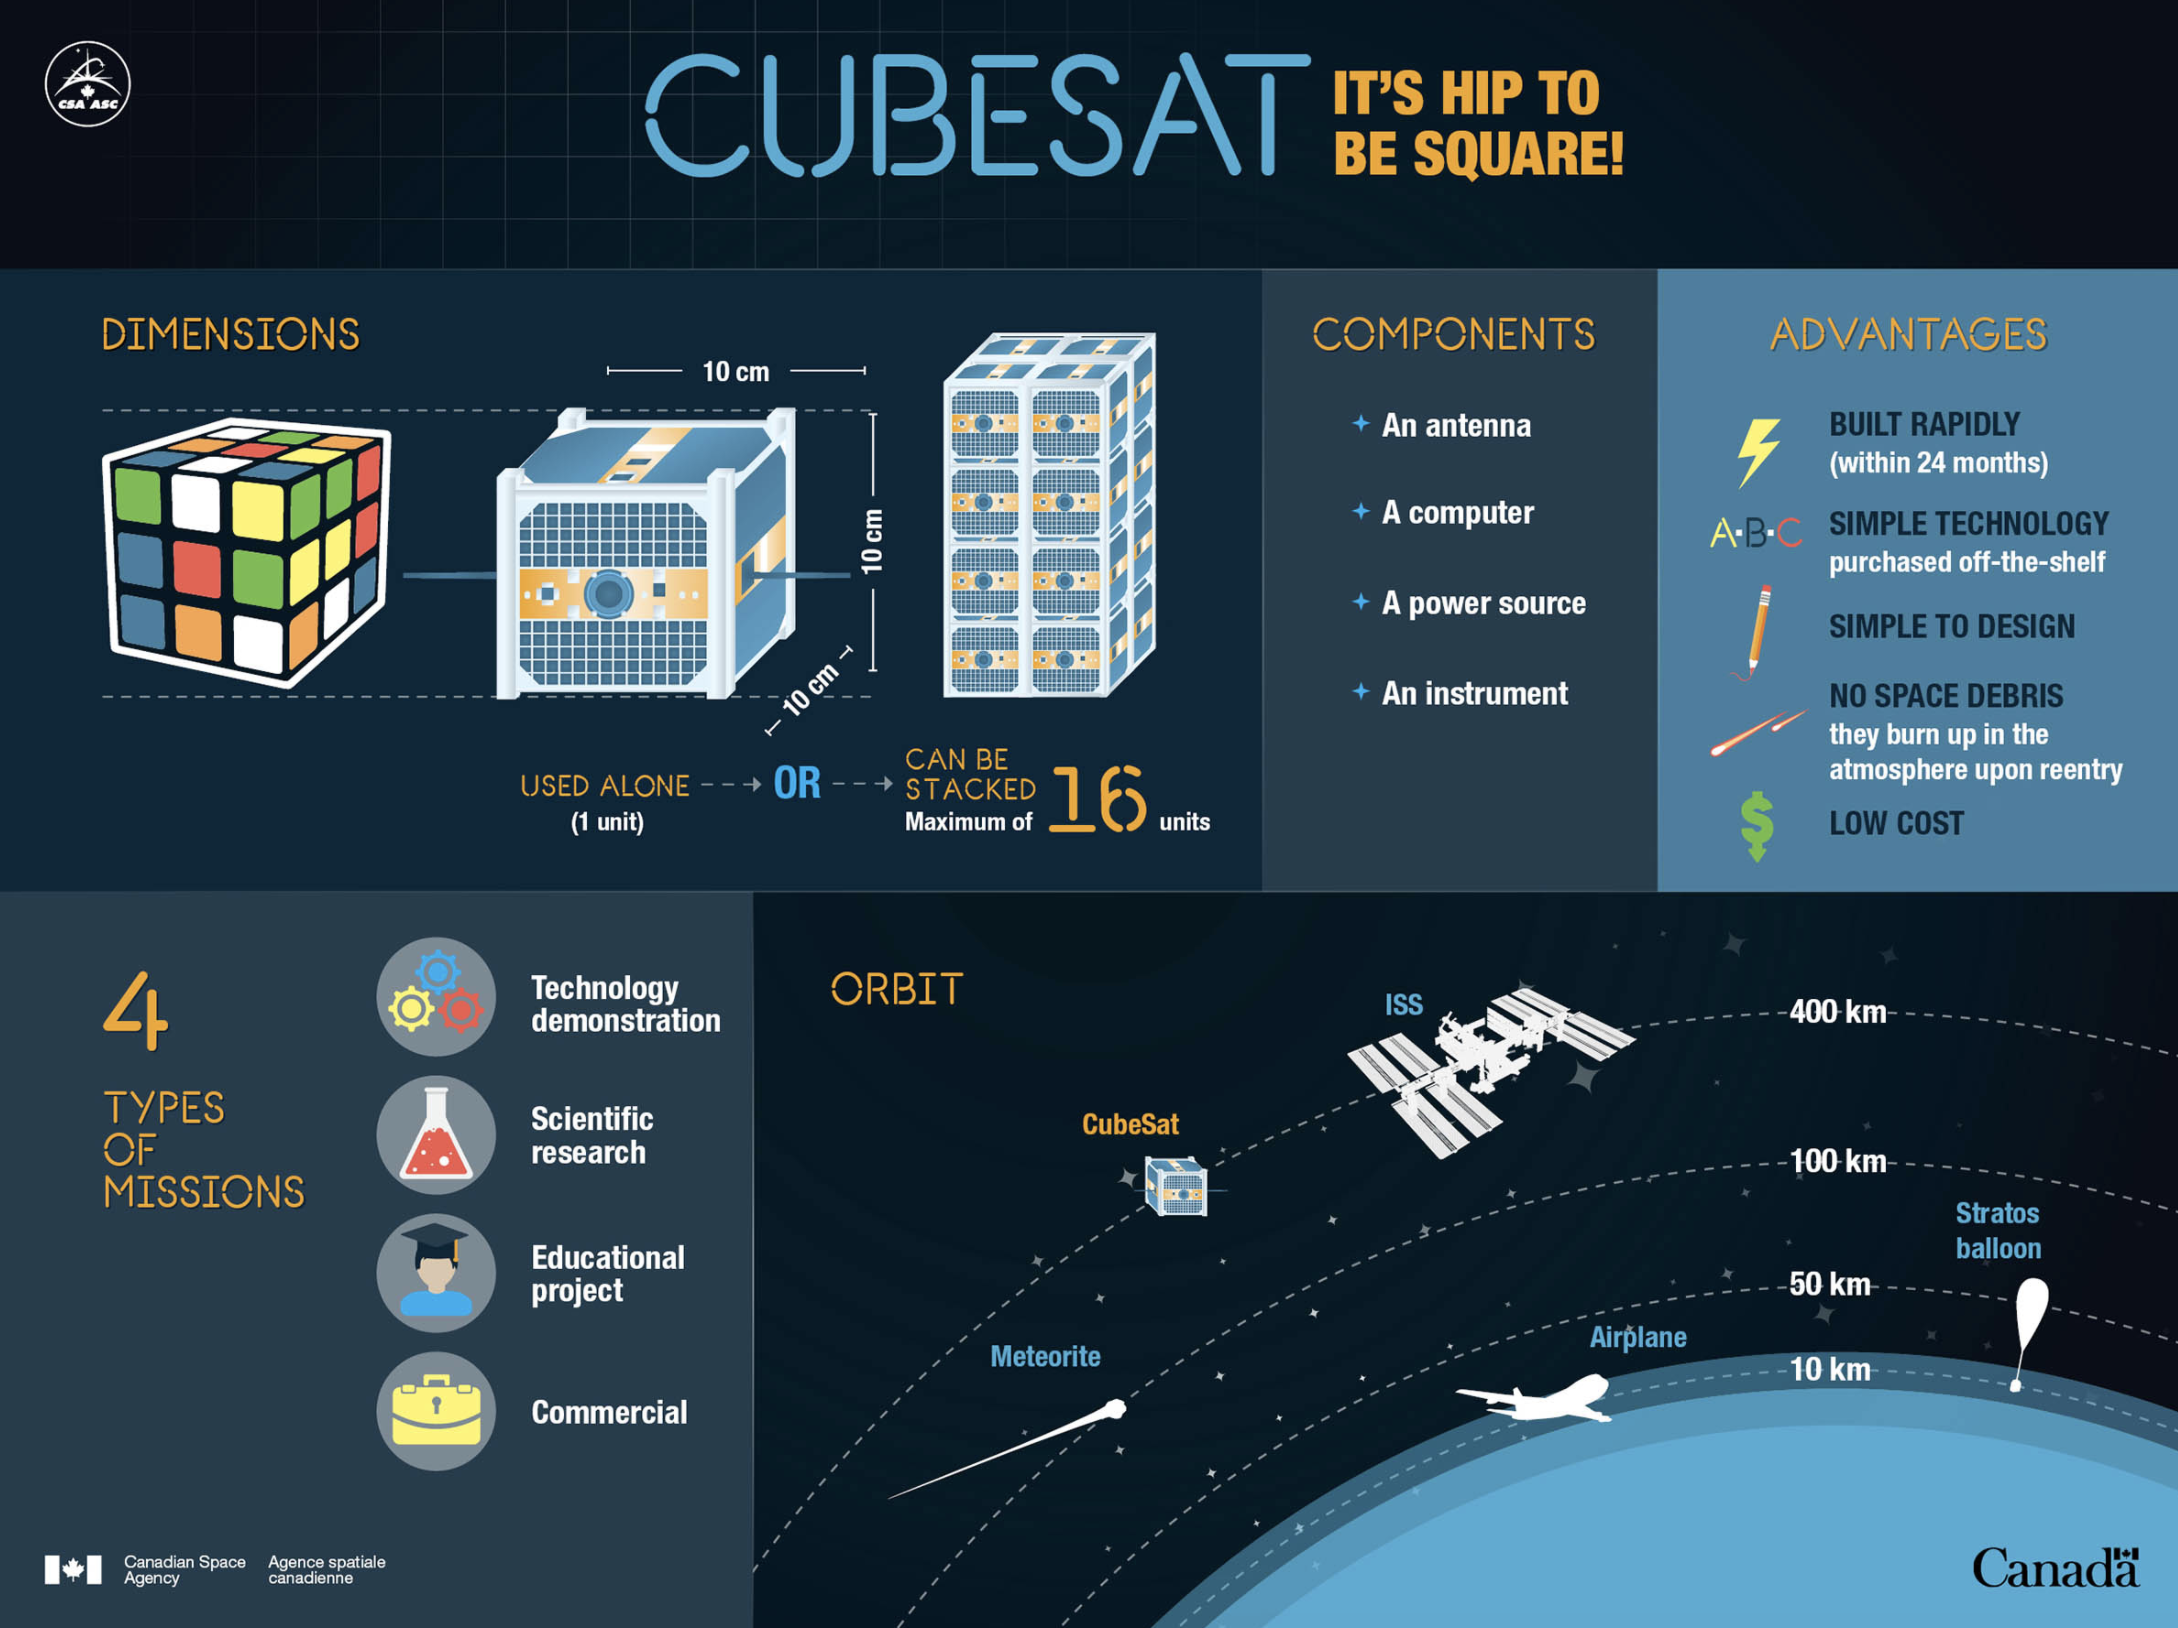 CSA ASC
CUBESAT
IT'S HIP TO
BE SQUARE!
DIMENSIONS
10 cm
10 cm
10 cm
USED ALONE
(1 unit)
OR
CAN BE
STACKED
Maximum of 16 units
COMPONENTS
An antenna
A computer
A power source
An instrument
ADVANTAGES
BUILT RAPIDLY
(within 24 months)
A·B·C
SIMPLE TECHNOLOGY
purchased off-the-shelf
SIMPLE TO DESIGN
NO SPACE DEBRIS
they burn up in the
atmosphere upon reentry
$
LOW COST
4
TYPES
OF
MISSIONS
Technology
demonstration
Scientific
research
Educational
project
Commercial
ORBIT
ISS
400 km
CubeSat
100 km
Stratos
balloon
50 km
Airplane
Meteorite
10 km
Canadian Space
Agency
Agence spatiale
canadienne
Canada